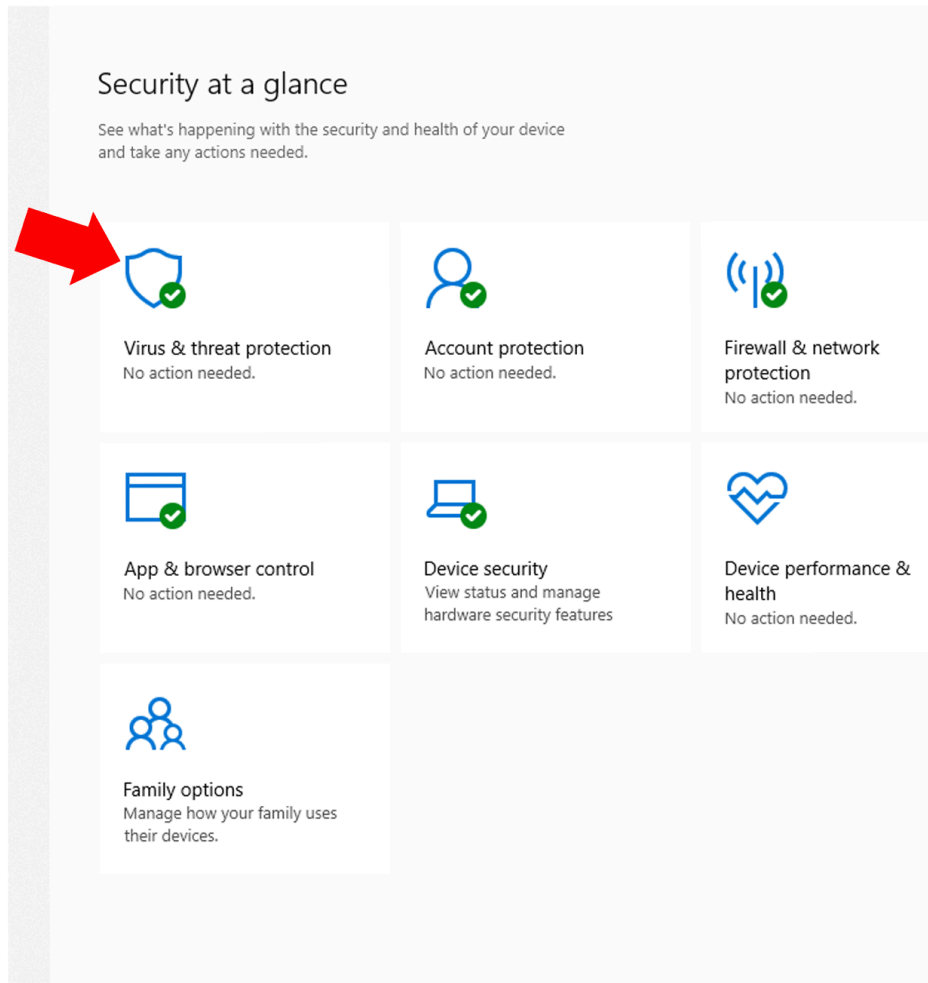 Security at a glance
See what's happening with the security and health of your device
and take any actions needed.
Virus & threat protection
No action needed.
Account protection
No action needed.
Firewall & network
protection
No action needed.
App & browser control
No action needed.
Device security
View status and manage
hardware security features
Device performance &
health
No action needed.
Family options
Manage how your family uses
their devices.